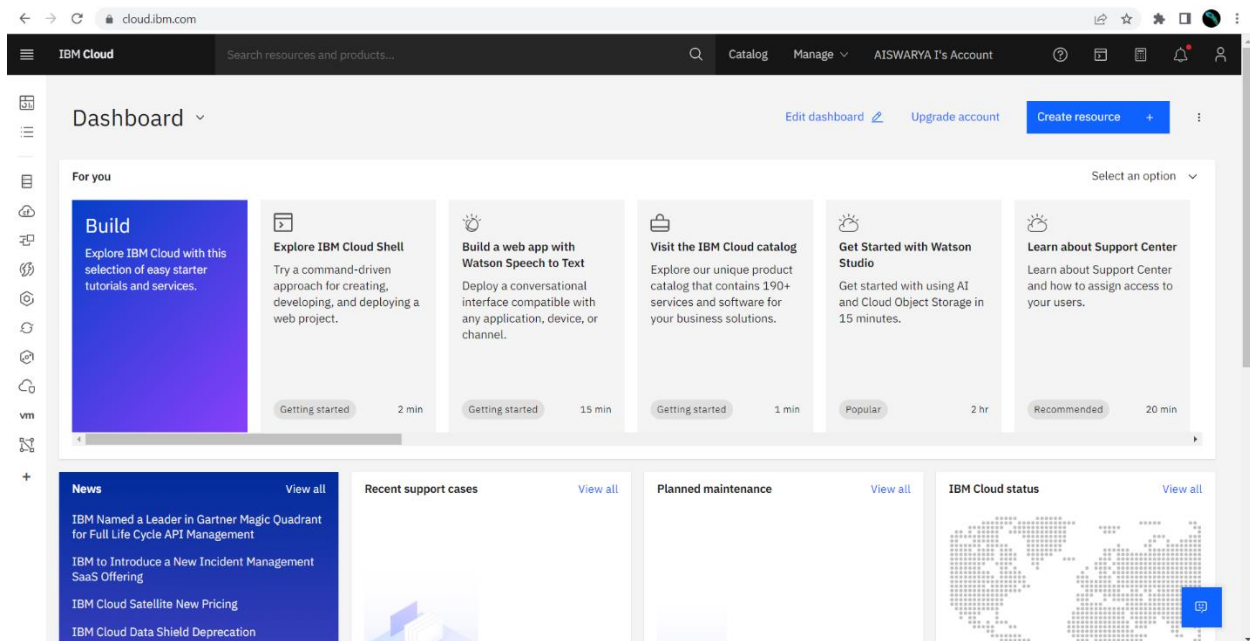 cloud.ibm.com
IBM Cloud
Search resources and products...
Catalog
Manage
AISWARYA I's Account
Dashboard
Edit dashboard
Upgrade account
Create resource +
For you
Select an option
Build
Explore IBM Cloud with this
selection of easy starter
tutorials and services.
Explore IBM Cloud Shell
Try a command-driven
approach for creating,
developing, and deploying a
web project.
Getting started
2 min
Build a web app with
Watson Speech to Text
Deploy a conversational
interface compatible with
any application, device, or
channel.
Getting started
15 min
Visit the IBM Cloud catalog
Explore our unique product
catalog that contains 190+
services and software for
your business solutions.
Getting started
1 min
Get Started with Watson
Studio
Get started with using AI
and Cloud Object Storage in
15 minutes.
Popular
2 hr
Learn about Support Center
Learn about Support Center
and how to assign access to
your users.
Recommended
20 min
vm
News
View all
IBM Named a Leader in Gartner Magic Quadrant
for Full Life Cycle API Management
IBM to Introduce a New Incident Management
SaaS Offering
IBM Cloud Satellite New Pricing
IBM Cloud Data Shield Deprecation
Recent support cases
View all
Planned maintenance
View all
IBM Cloud status
View all